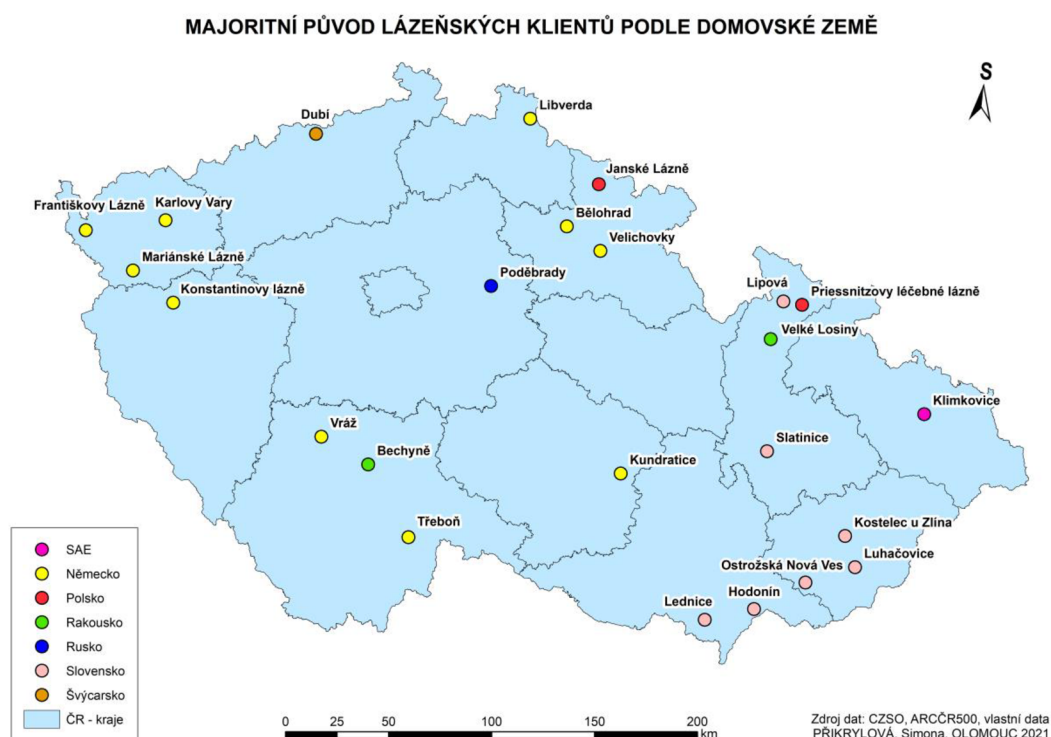 MAJORITNÍ PŮVOD LÁZEŇSKÝCH KLIENTŮ PODLE DOMOVSKÉ ZEMĚ
S
Libverda
Dubí
Janské Lázně
Františkovy Lázně
Karlovy Vary
Bělohrad
Velichovky
Mariánské Lázně
Konstantinovy lázně
Poděbrady
Lipová
Priessnitzovy léčebné lázně
Velké Losiny
Klimkovice
Vráž
Bechyně
Slatinice
Kundratice
Třeboň
Kostelec u Zlína
Luhačovice
Ostrožská Nová Ves
Hodonín
Lednice
SAE
Německo
Polsko
Rakousko
Rusko
Slovensko
Švýcarsko
ČR - kraje
0 25 50 100 150 200
km
Zdroj dat: CZSO, ARCČR500, vlastní data
PŘIKRYLOVÁ, Simona, OLOMOUC 2021